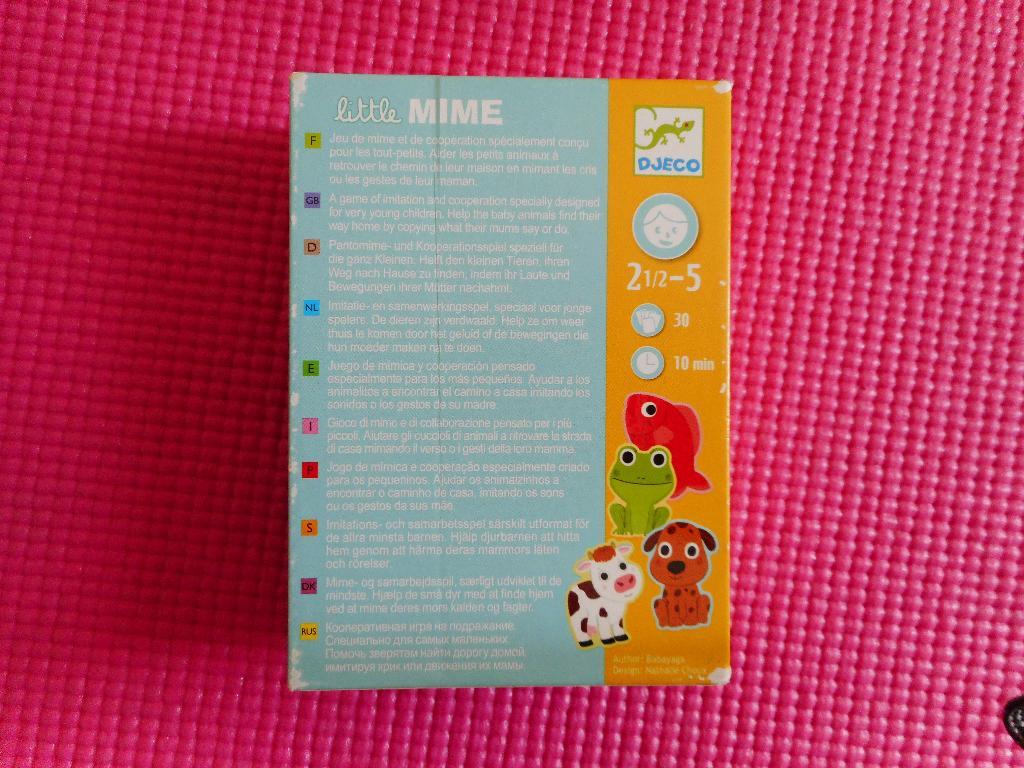 little MIME
F
Jeu de mime et de coopération spécialement conçu
pour les tout-petits. Aider les petits animaux à
retrouver le chemin de leur maison en mimant les cris
ou les gestes de leur maman.
GB
A game of imitation and cooperation specially designed
for very young children. Help the baby animals find their
way home by copying what their mums say or do.
D
Pantomime- und Kooperationsspiel speziell für
die ganz Kleinen. Helft den kleinen Tieren, ihren
Weg nach Hause zu finden, indem ihr Laute und
Bewegungen ihrer Mütter nachahmt.
NL
Imitatie- en samenwerkingsspel, speciaal voor jonge
spelers. De dieren zijn verdwaald. Help ze om weer
thuis te komen door het geluid of de bewegingen die
hun moeder maken na te doen.
E
Juego de mímica y cooperación pensado
especialmente para los más pequeños. Ayudar a los
animalitos a encontrar el camino a casa imitando los
sonidos o los gestos de su madre.
I
Gioco di mimo e di collaborazione pensato per i più
piccoli. Aiutare gli cuccioli di animali a ritrovare la strada
di casa mimando il verso o i gesti della loro mamma.
P
Jogo de mímica e cooperação especialmente criado
para os pequeninos. Ajudar os animaizinhos a
encontrar o caminho de casa, imitando os sons
ou os gestos da sua mãe.
S
Imitations- och samarbetsspel särskilt utformat för
de allra minsta barnen. Hjälp djurbarnen att hitta
hem genom att härma deras mammors läten
och rörelser.
DK
Mime- og samarbejdsspil, særligt udviklet til de
mindste. Hjælp de små dyr med at finde hjem
ved at mime deres mors kalden og fagter.
RUS
Кооперативная игра на подражание.
Специально для самых маленьких.
Помочь зверятам найти дорогу домой,
имитируя крик или движения их мамы.
DJECO
2 1/2-5
30
10 min
Author: Babayaga
Design: Nathalie Choux